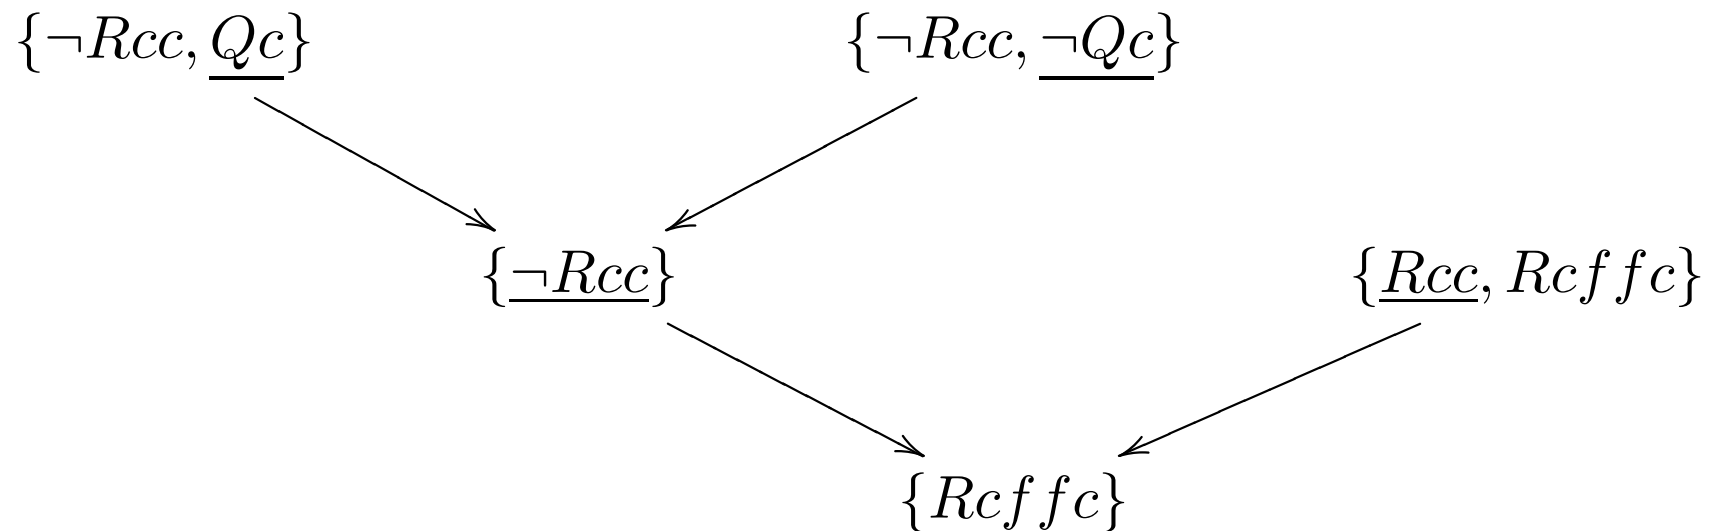 {¬Rcc, Qc} {¬Rcc, ¬Qc}
{¬Rcc} {Rcc, Rcffc}
{Rcffc}